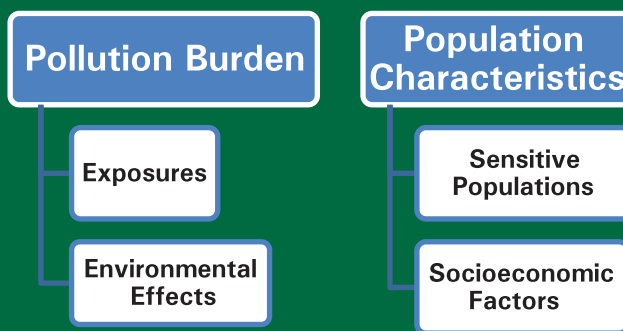 Pollution Burden
Exposures
Environmental
Effects
Population
Characteristics
Sensitive
Populations
Socioeconomic
Factors